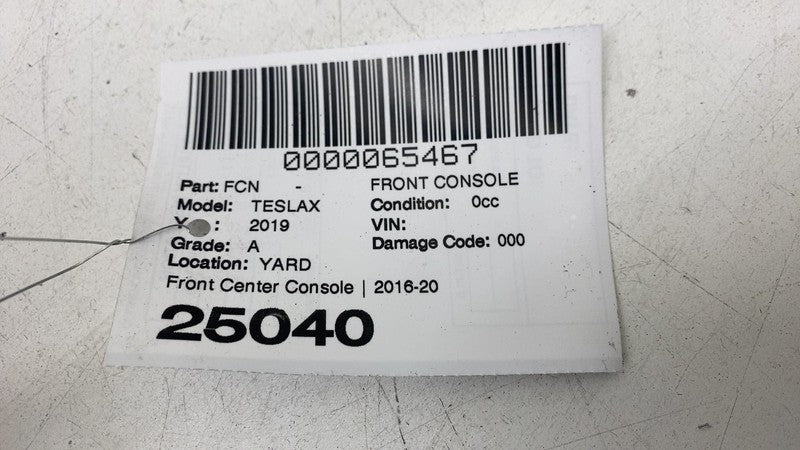 0000065467
Part: FCN - FRONT CONSOLE
Model: TESLAX Condition: 0cc
Y : 2019 VIN:
Grade: A Damage Code: 000
Location: YARD
Front Center Console | 2016-20
25040